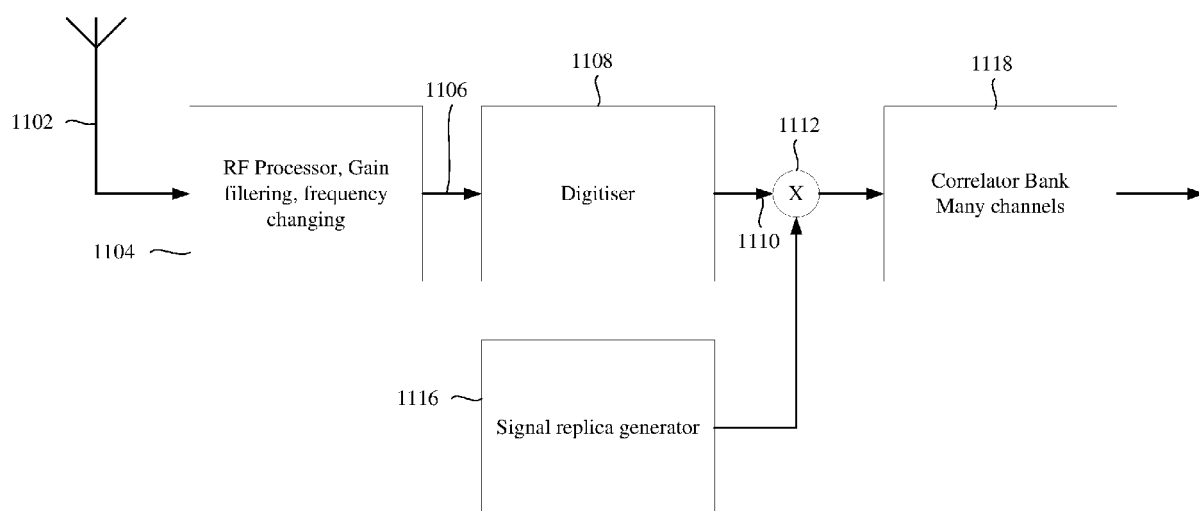 1108
1118
1106
1112
1102
RF Processor, Gain
filtering, frequency
changing
Digitiser
X
Correlator Bank
Many channels
1110
1104
1116
Signal replica generator